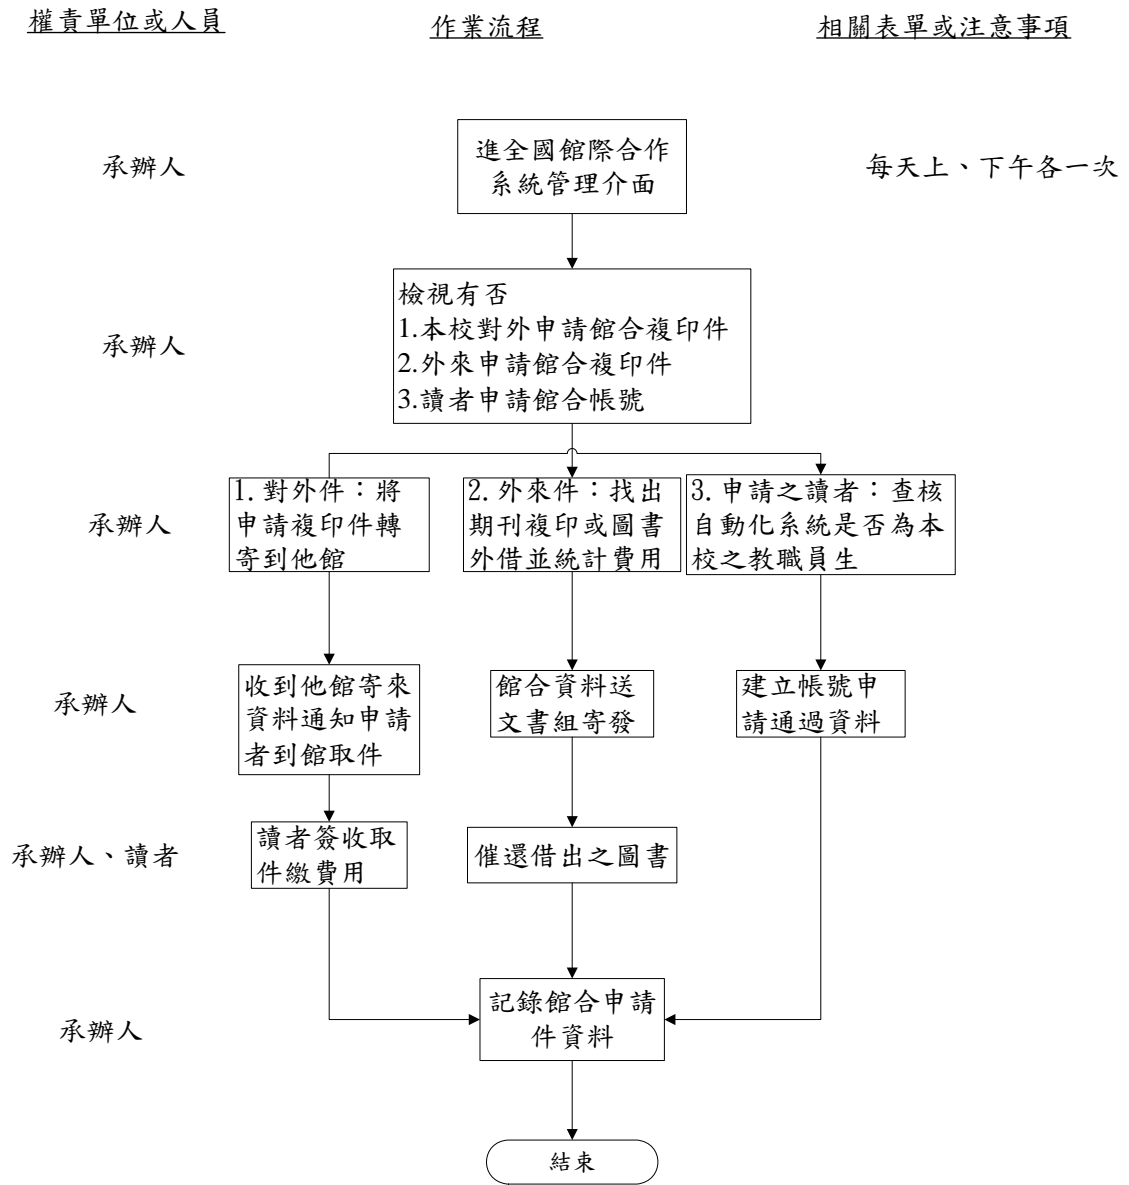 權責單位或人員
作業流程
相關表單或注意事項
承辦人
進全國館際合作
系統管理介面
每天上、下午各一次
承辦人
檢視有否
1.本校對外申請館合複印件
2.外來申請館合複印件
3.讀者申請館合帳號
承辦人
1.對外件：將
申請複印件轉
寄到他館
2.外來件：找出
期刊複印或圖書
外借並統計費用
3.申請之讀者：查核
自動化系統是否為本
校之教職員生
承辦人
收到他館寄來
資料通知申請
者到館取件
館合資料送
文書組寄發
建立帳號申
請通過資料
承辦人、讀者
讀者簽收取
件繳費用
催還借出之圖書
承辦人
記錄館合申請
件資料
結束